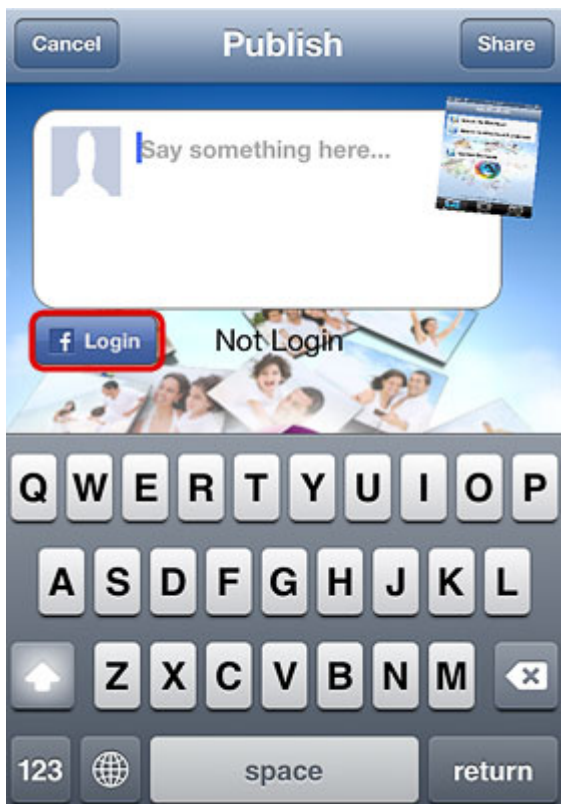 Cancel Publish Share
Say something here...
f Login Not Login
Q W E R T Y U I O P
A S D F G H J K L
Z X C V B N M
123 space return